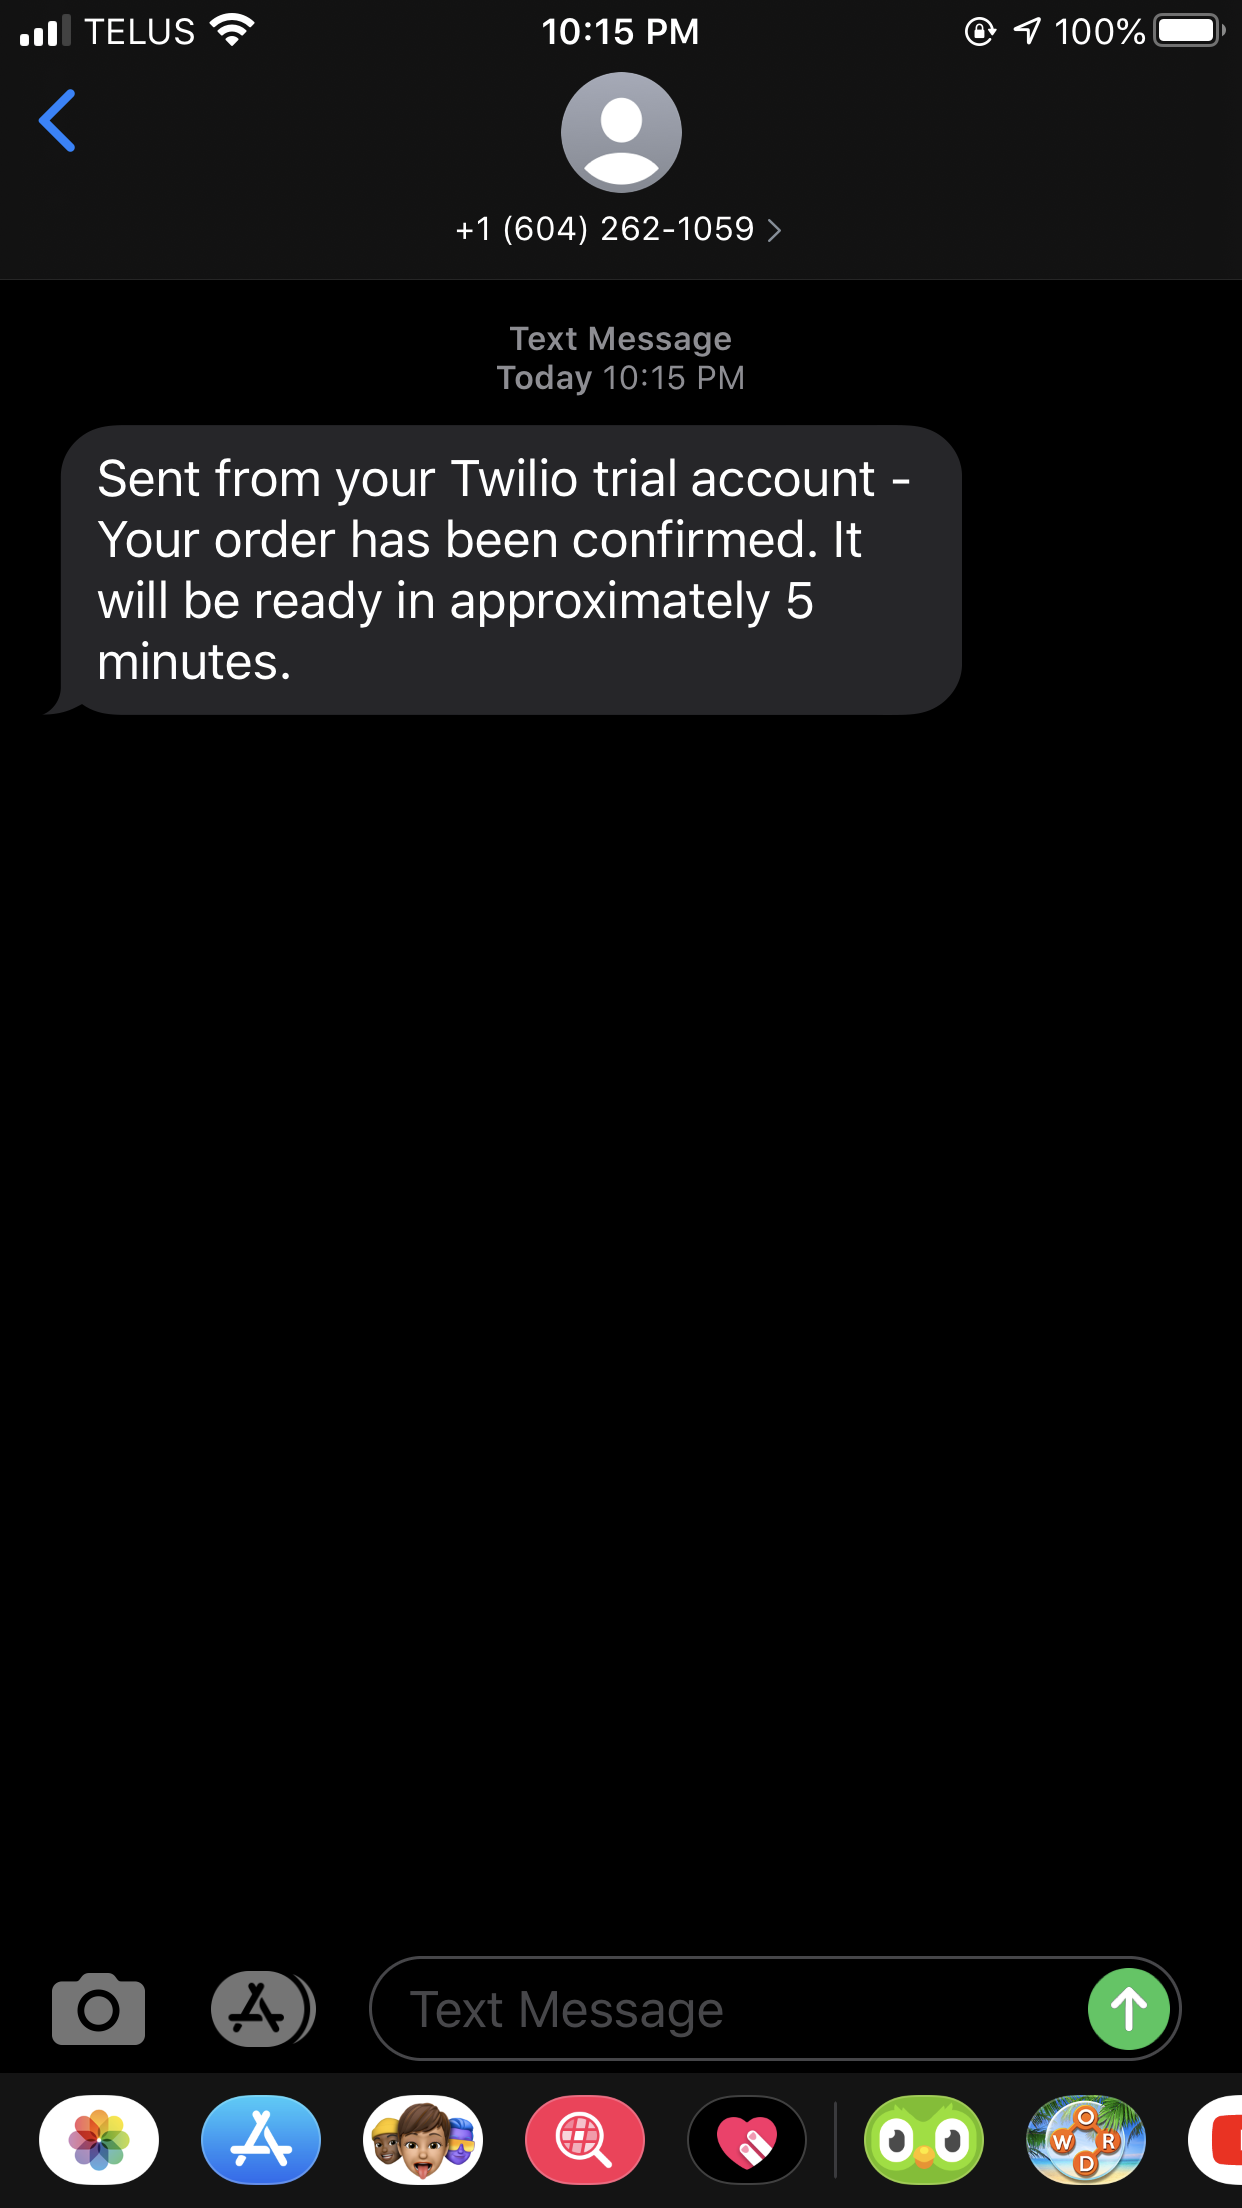 TELUS 10:15 PM 100%
+1 (604) 262-1059
Text Message
Today 10:15 PM
Sent from your Twilio trial account -
Your order has been confirmed. It
will be ready in approximately 5
minutes.
Text Message
O
W R
D